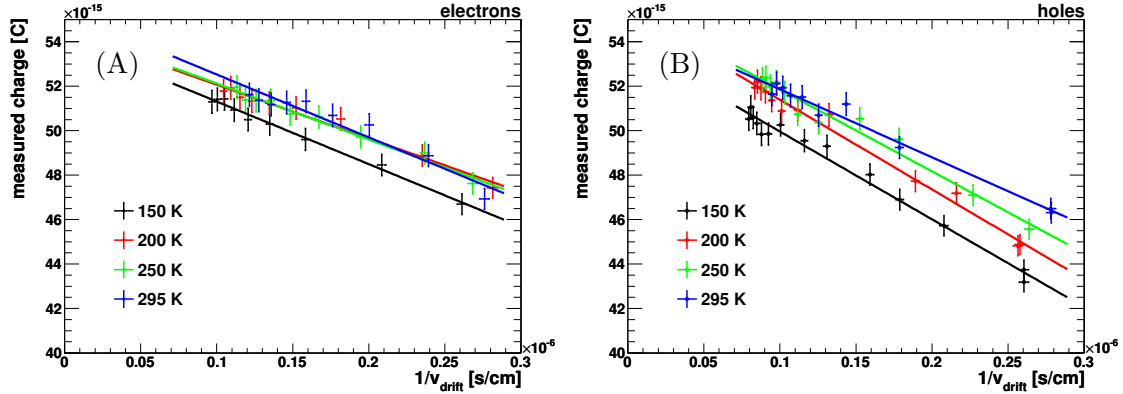 ×10⁻¹⁵ electrons
measured charge [C]
54
52
50
48
46
44
42
40
(A)
150 K
200 K
250 K
295 K
0 0.05 0.1 0.15 0.2 0.25 0.3
×10⁻⁶
1/v_drift [s/cm]
×10⁻¹⁵ holes
measured charge [C]
54
52
50
48
46
44
42
40
(B)
150 K
200 K
250 K
295 K
0 0.05 0.1 0.15 0.2 0.25 0.3
×10⁻⁶
1/v_drift [s/cm]